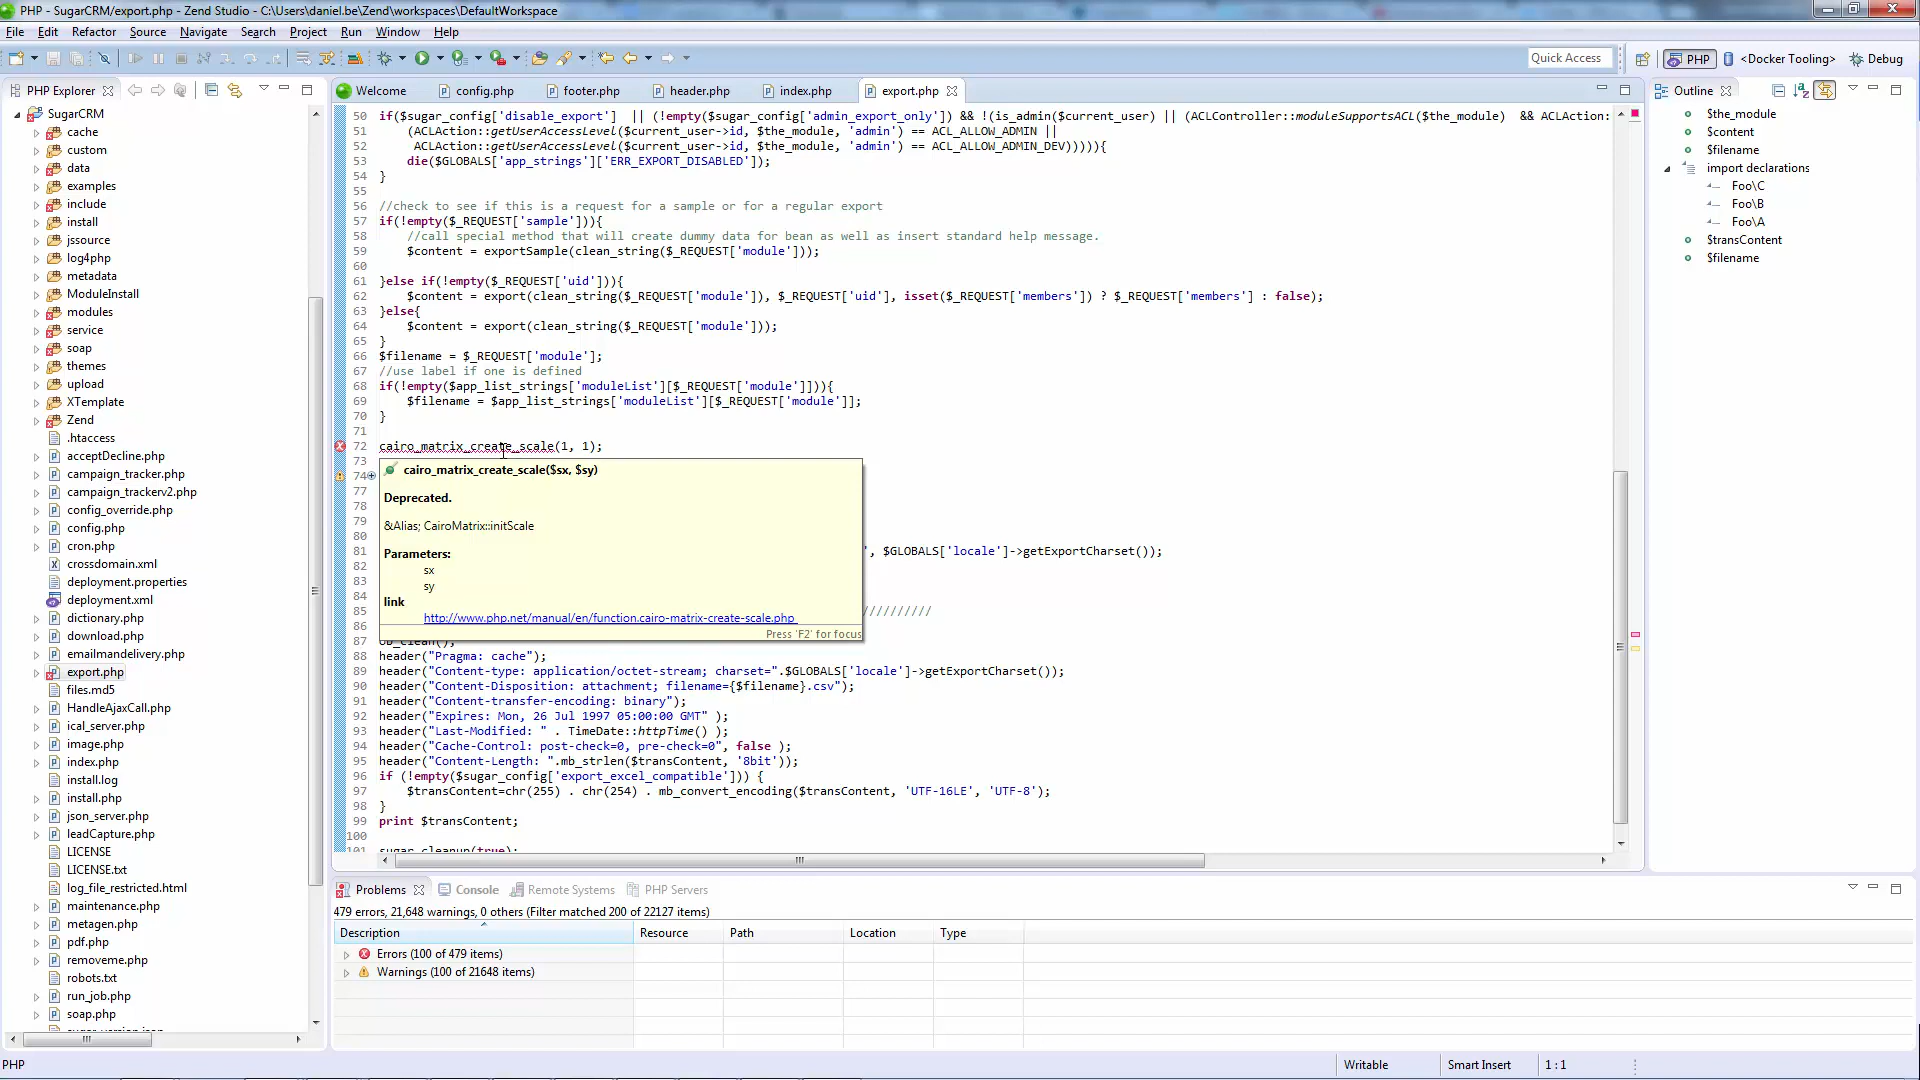 PHP - SugarCRM/export.php - Zend Studio - C:\Users\daniel.be\Zend\workspaces\DefaultWorkspace
File Edit Refactor Source Navigate Search Project Run Window Help
Quick Access PHP <Docker Tooling> Debug
PHP Explorer
SugarCRM
cache
custom
data
examples
include
install
jssource
log4php
metadata
ModuleInstall
modules
service
soap
themes
upload
XTemplate
Zend
.htaccess
acceptDecline.php
campaign_tracker.php
campaign_trackerv2.php
config_override.php
config.php
cron.php
crossdomain.xml
deployment.properties
deployment.xml
dictionary.php
download.php
emailmandelivery.php
export.php
files.md5
HandleAjaxCall.php
ical_server.php
image.php
index.php
install.log
install.php
json_server.php
leadCapture.php
LICENSE
LICENSE.txt
log_file_restricted.html
maintenance.php
metagen.php
pdf.php
removeme.php
robots.txt
run_job.php
soap.php
Welcome config.php footer.php header.php index.php export.php
50 if($sugar_config['disable_export'] || (!empty($sugar_config['admin_export_only']) && !(is_admin($current_user) || (ACLController::moduleSupportsACL($the_module) && ACLAction:
51 (ACLAction::getUserAccessLevel($current_user->id, $the_module, 'admin') == ACL_ALLOW_ADMIN ||
52 ACLAction::getUserAccessLevel($current_user->id, $the_module, 'admin') == ACL_ALLOW_ADMIN_DEV))))){
53 die($GLOBALS['app_strings']['ERR_EXPORT_DISABLED']);
54 }
55
56 //check to see if this is a request for a sample or for a regular export
57 if(!empty($_REQUEST['sample'])){
58 //call special method that will create dummy data for bean as well as insert standard help message.
59 $content = exportSample(clean_string($_REQUEST['module']));
60
61 }else if(!empty($_REQUEST['uid'])){
62 $content = export(clean_string($_REQUEST['module']), $_REQUEST['uid'], isset($_REQUEST['members']) ? $_REQUEST['members'] : false);
63 }else{
64 $content = export(clean_string($_REQUEST['module']));
65 }
66 $filename = $_REQUEST['module'];
67 //use label if one is defined
68 if(!empty($app_list_strings['moduleList'][$_REQUEST['module']])){
69 $filename = $app_list_strings['moduleList'][$_REQUEST['module']];
70 }
71
72 cairo_matrix_create_scale(1, 1);
73
74
77
78
79
80
81 ", $GLOBALS['locale']->getExportCharset());
82
83
84
85 //////////
86
87 ob_clean();
88 header("Pragma: cache");
89 header("Content-type: application/octet-stream; charset=".$GLOBALS['locale']->getExportCharset());
90 header("Content-Disposition: attachment; filename={$filename}.csv");
91 header("Content-transfer-encoding: binary");
92 header("Expires: Mon, 26 Jul 1997 05:00:00 GMT" );
93 header("Last-Modified: " . TimeDate::httpTime() );
94 header("Cache-Control: post-check=0, pre-check=0", false );
95 header("Content-Length: ".mb_strlen($transContent, '8bit'));
96 if (!empty($sugar_config['export_excel_compatible'])) {
97 $transContent=chr(255) . chr(254) . mb_convert_encoding($transContent, 'UTF-16LE', 'UTF-8');
98 }
99 print $transContent;
100
101 sugar_cleanup(true);
cairo_matrix_create_scale($sx, $sy)
Deprecated.
&Alias; CairoMatrix::initScale
Parameters:
sx
sy
link
http://www.php.net/manual/en/function.cairo-matrix-create-scale.php
Press 'F2' for focus
Outline
$the_module
$content
$filename
import declarations
Foo\C
Foo\B
Foo\A
$transContent
$filename
Problems Console Remote Systems PHP Servers
479 errors, 21,648 warnings, 0 others (Filter matched 200 of 22127 items)
Description Resource Path Location Type
Errors (100 of 479 items)
Warnings (100 of 21648 items)
PHP Writable Smart Insert 1 : 1